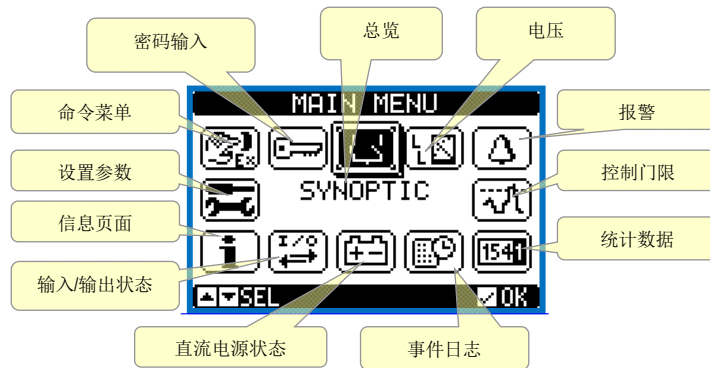 密码输入
总览
电压
命令菜单
MAIN MENU
报警
Ex
L
L
设置参数
SYNOPTIC
控制门限
信息页面
i
I/O
+-
154
统计数据
输入/输出状态
SEL
OK
直流电源状态
事件日志